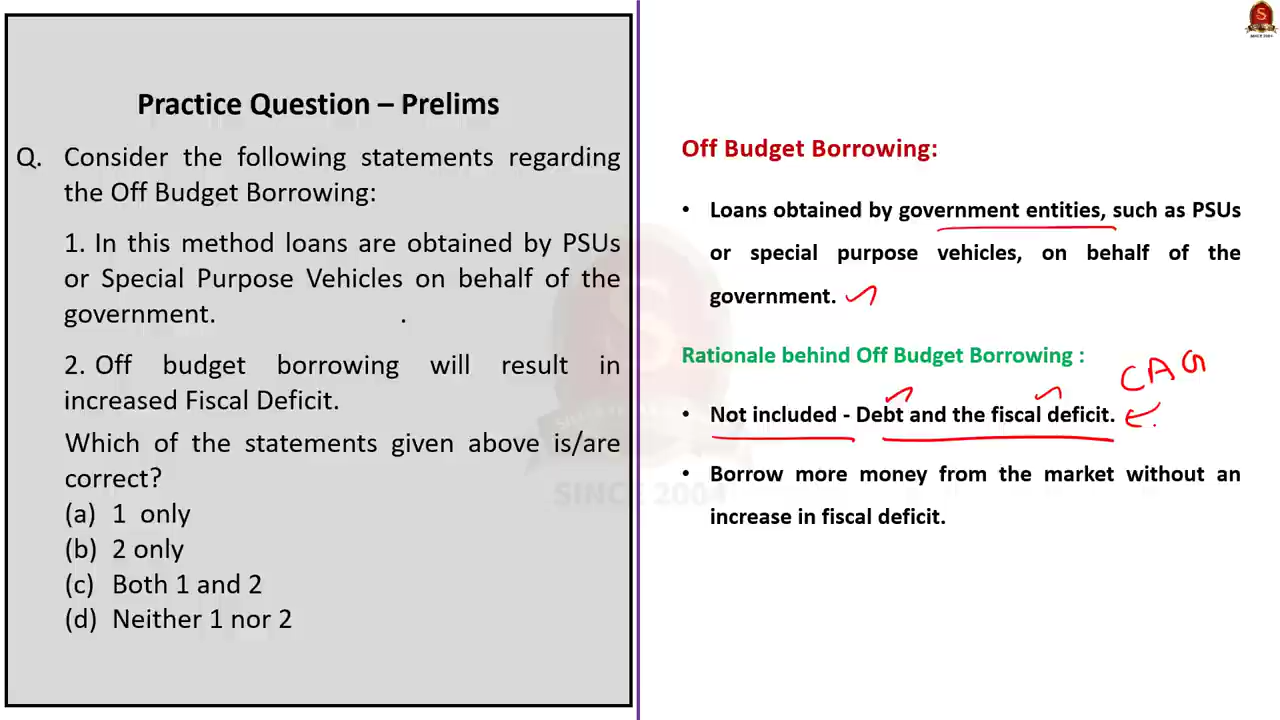 Practice Question – Prelims
Q. Consider the following statements regarding
the Off Budget Borrowing:
1. In this method loans are obtained by PSUs
or Special Purpose Vehicles on behalf of the
government.
2. Off budget borrowing will result in
increased Fiscal Deficit.
Which of the statements given above is/are
correct?
(a) 1 only
(b) 2 only
(c) Both 1 and 2
(d) Neither 1 nor 2
S
SINCE 2004
Off Budget Borrowing:
• Loans obtained by government entities, such as PSUs
or special purpose vehicles, on behalf of the
government.
Rationale behind Off Budget Borrowing :
CAG
• Not included - Debt and the fiscal deficit.
• Borrow more money from the market without an
increase in fiscal deficit.
S
SINCE 2004